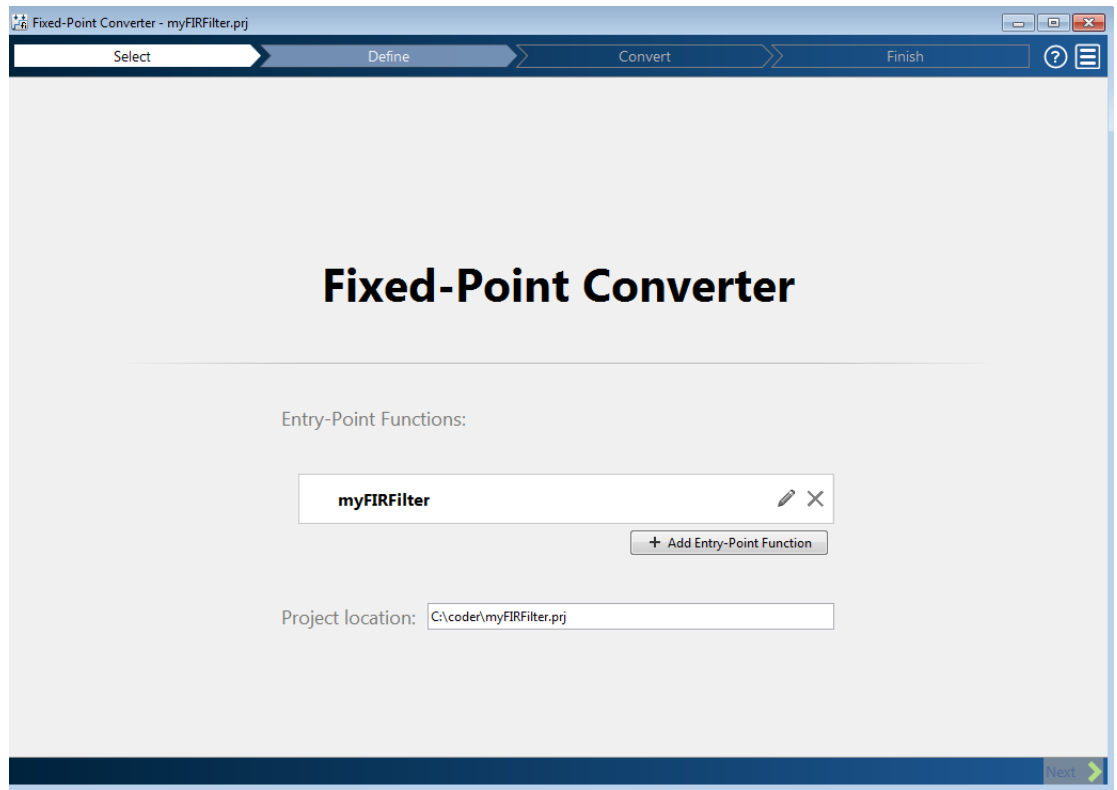 Fixed-Point Converter - myFIRFilter.prj
Select Define Convert Finish
Fixed-Point Converter
Entry-Point Functions:
myFIRFilter
+ Add Entry-Point Function
Project location: C:\coder\myFIRFilter.prj
Next